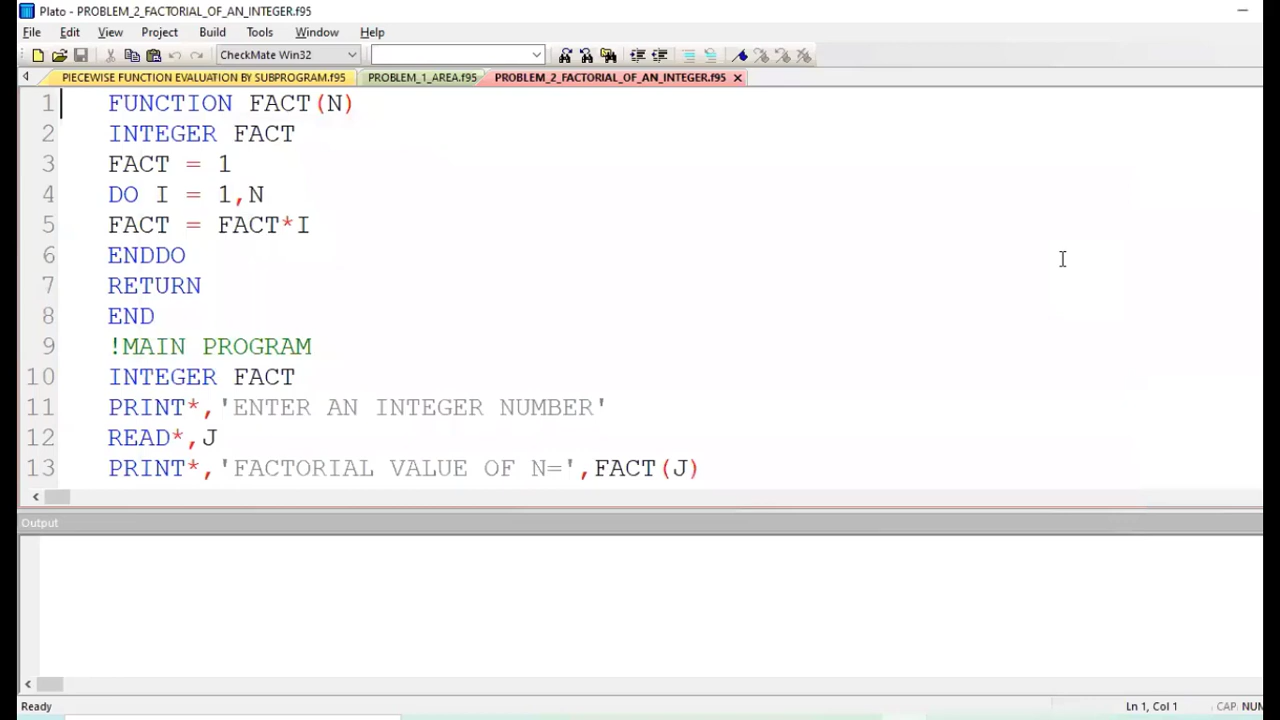 Plato - PROBLEM_2_FACTORIAL_OF_AN_INTEGER.f95
File Edit View Project Build Tools Window Help
CheckMate Win32
PIECEWISE FUNCTION EVALUATION BY SUBPROGRAM.f95 PROBLEM_1_AREA.f95 PROBLEM_2_FACTORIAL_OF_AN_INTEGER.f95
1 FUNCTION FACT(N)
2 INTEGER FACT
3 FACT = 1
4 DO I = 1,N
5 FACT = FACT*I
6 ENDDO
7 RETURN
8 END
9 !MAIN PROGRAM
10 INTEGER FACT
11 PRINT*,'ENTER AN INTEGER NUMBER'
12 READ*,J
13 PRINT*,'FACTORIAL VALUE OF N=',FACT(J)
Output
Ready Ln 1, Col 1 CAP NUM